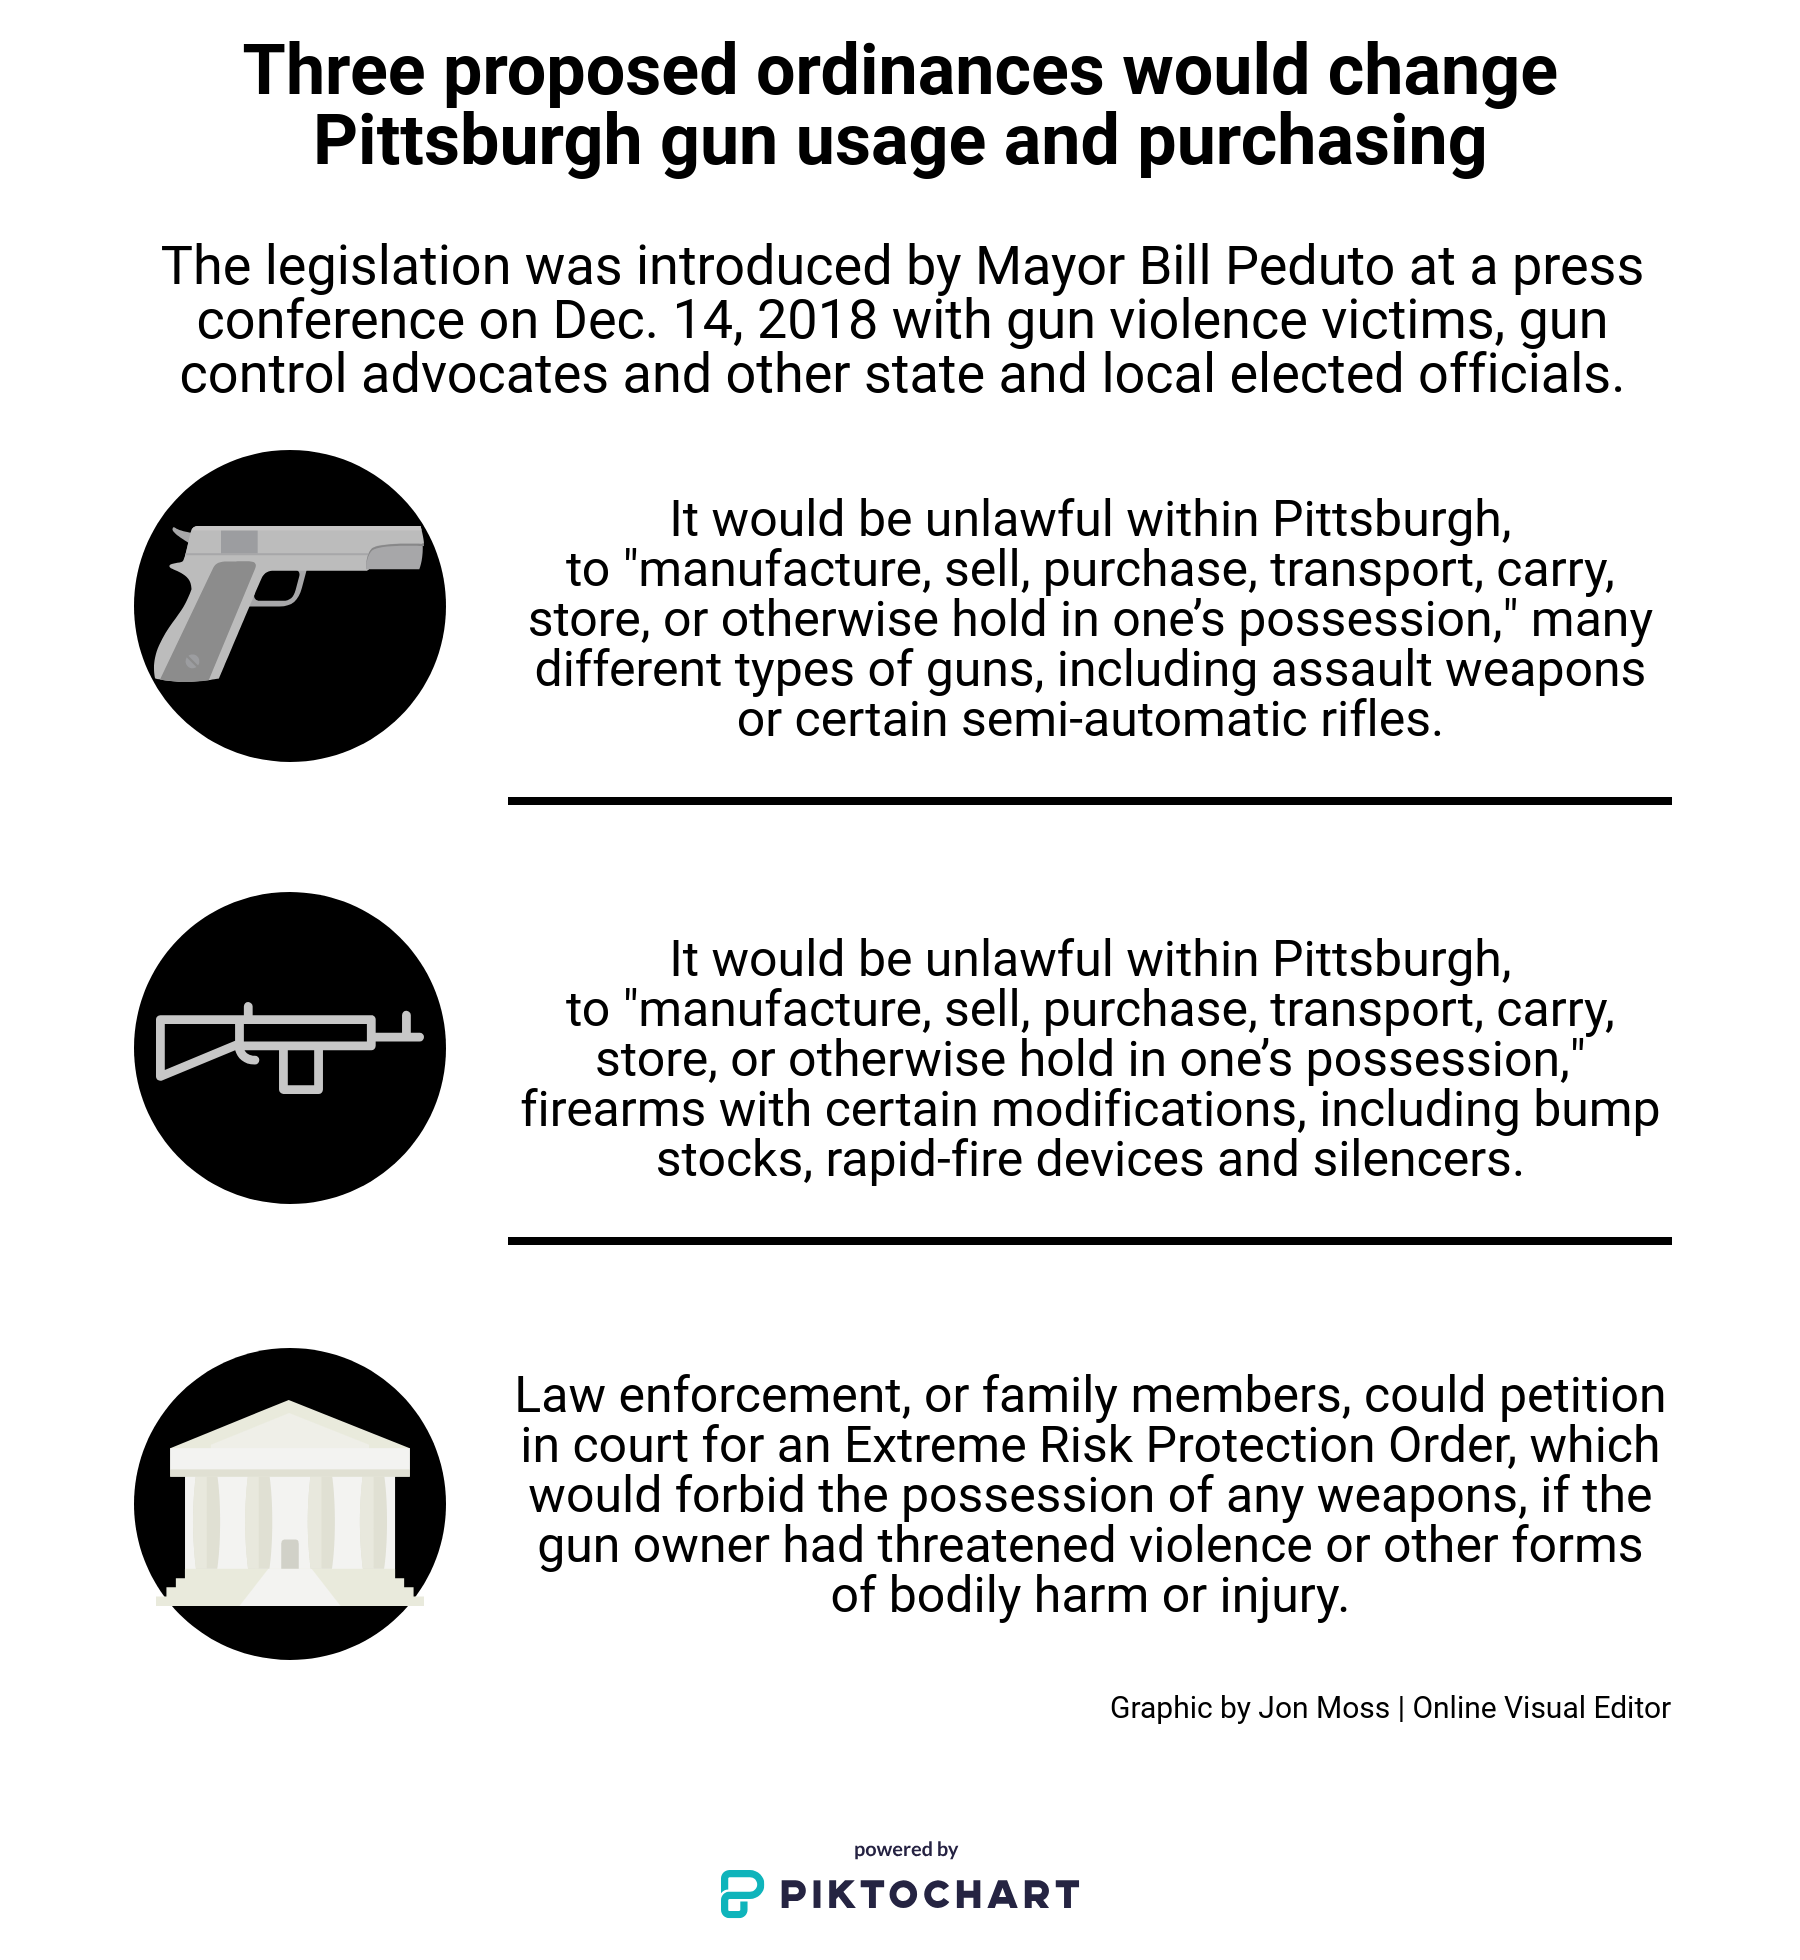 Three proposed ordinances would change
Pittsburgh gun usage and purchasing
The legislation was introduced by Mayor Bill Peduto at a press
conference on Dec. 14, 2018 with gun violence victims, gun
control advocates and other state and local elected officials.
It would be unlawful within Pittsburgh,
to "manufacture, sell, purchase, transport, carry,
store, or otherwise hold in one’s possession," many
different types of guns, including assault weapons
or certain semi-automatic rifles.
It would be unlawful within Pittsburgh,
to "manufacture, sell, purchase, transport, carry,
store, or otherwise hold in one’s possession,"
firearms with certain modifications, including bump
stocks, rapid-fire devices and silencers.
Law enforcement, or family members, could petition
in court for an Extreme Risk Protection Order, which
would forbid the possession of any weapons, if the
gun owner had threatened violence or other forms
of bodily harm or injury.
Graphic by Jon Moss | Online Visual Editor
powered by
PIKTOCHART